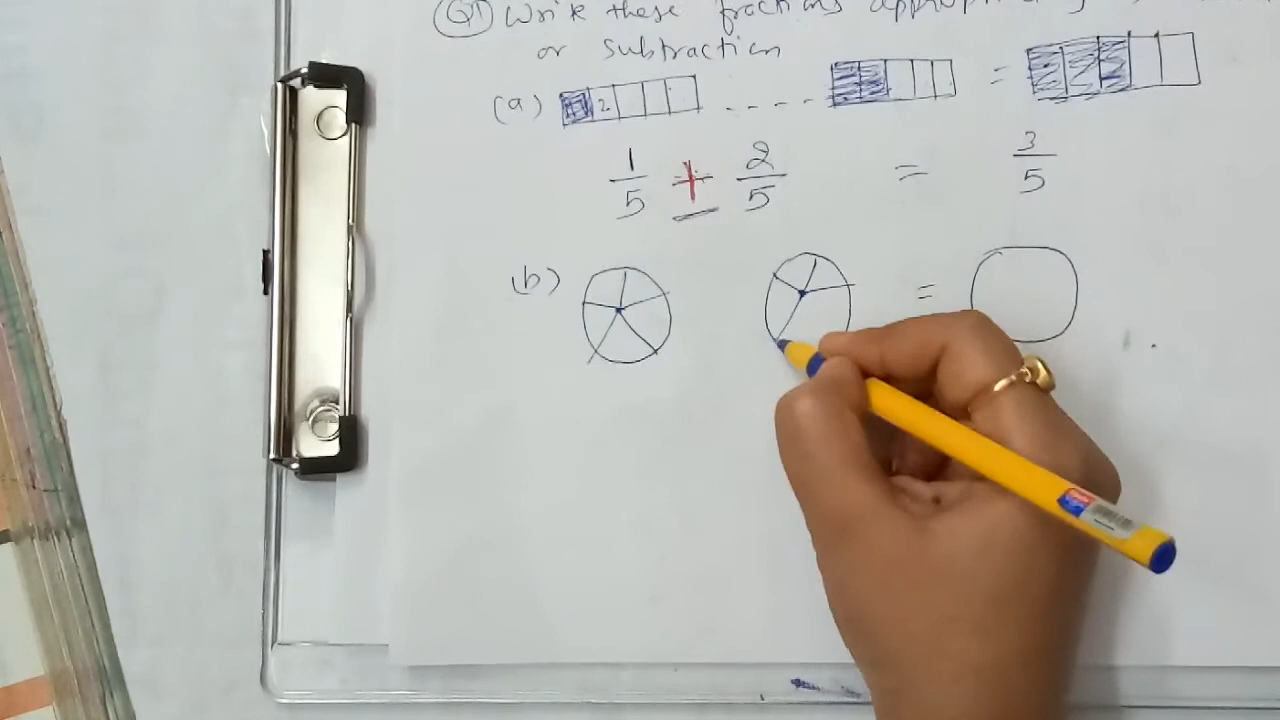 Q1) Write these fractions
or subtraction
(a) 2 ---- =
1/5 + 2/5 = 3/5
(b) =